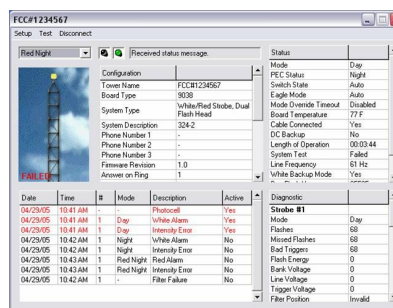 FCC#1234567
Setup Test Disconnect
Red Night
Received status message.
FAILED
Configuration
Tower Name FCC#1234567
Board Type 9038
System Type White/Red Strobe, Dual Flash Head
System Description 324-2
Phone Number 1 -
Phone Number 2 -
Phone Number 3 -
Firmware Revision 1.0
Answer on Ring 1
Status
Mode Day
PEC Status Night
Switch State Auto
Eagle Mode Auto
Mode Override Timeout Disabled
Board Temperature 77 F
Cable Connected Yes
DC Backup No
Length of Operation 00:03:44
System Test Failed
Line Frequency 61 Hz
White Backup Mode Yes
Date Time # Mode Description Active
04/29/05 10:41 AM - - Photocell Yes
04/29/05 10:41 AM 1 Day White Alarm Yes
04/29/05 10:41 AM 1 Day Intensity Error Yes
04/29/05 10:42 AM 1 Night White Alarm No
04/29/05 10:42 AM 1 Night Intensity Error No
04/29/05 10:43 AM 1 Red Night Red Alarm No
04/29/05 10:43 AM 1 Red Night Intensity Error No
04/29/05 10:42 AM 1 - Filter Failure No
Diagnostic
Strobe #1
Mode Day
Flashes 68
Missed Flashes 68
Bad Triggers 68
Flash Energy 0
Bank Voltage 0
Line Voltage 0
Trigger Voltage 0
Filter Position Invalid